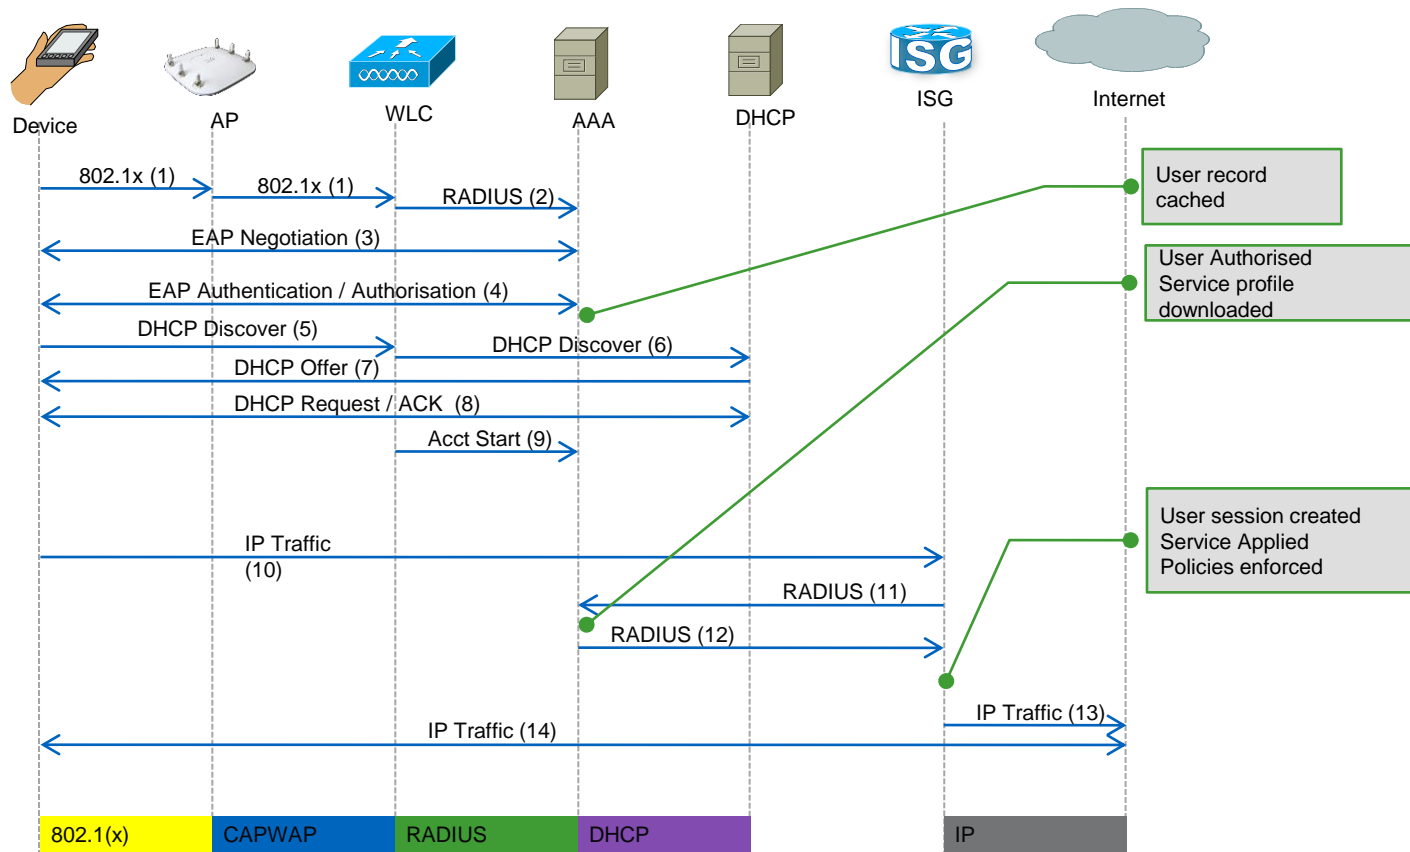 ISG
Device
AP
WLC
AAA
DHCP
ISG
Internet
802.1x (1)
802.1x (1)
RADIUS (2)
User record
cached
EAP Negotiation (3)
User Authorised
Service profile
downloaded
EAP Authentication / Authorisation (4)
DHCP Discover (5)
DHCP Discover (6)
DHCP Offer (7)
DHCP Request / ACK (8)
Acct Start (9)
User session created
Service Applied
Policies enforced
IP Traffic
(10)
RADIUS (11)
RADIUS (12)
IP Traffic (13)
IP Traffic (14)
802.1(x)
CAPWAP
RADIUS
DHCP
IP